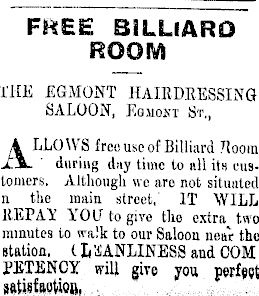 FREE BILLIARD
ROOM
THE EGMONT HAIRDRESSING
SALOON, EGMONT ST.,
ALLOWS free use of Billiard Room
during day time to all its cus-
tomers. Although we are not situated
n the main street, IT WILL
REPAY YOU to give the extra two
minutes to walk to our Saloon near the
station. CLEANLINESS and COM
PETENCY will give you perfect
satisfaction.